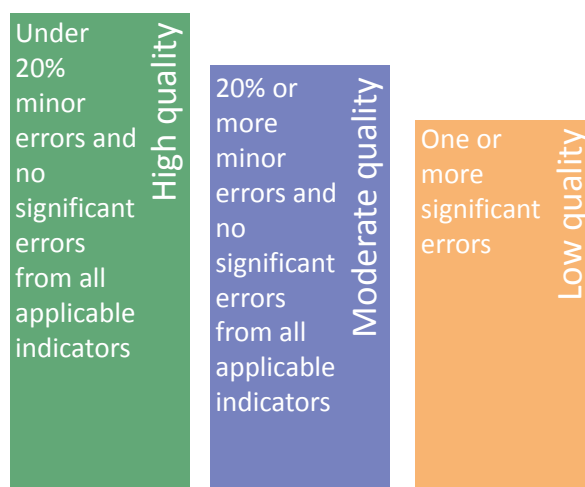 Under
20%
minor
errors and
no
significant
errors
from all
applicable
indicators
High quality
20% or
more
minor
errors and
no
significant
errors
from all
applicable
indicators
Moderate quality
One or
more
significant
errors
Low quality